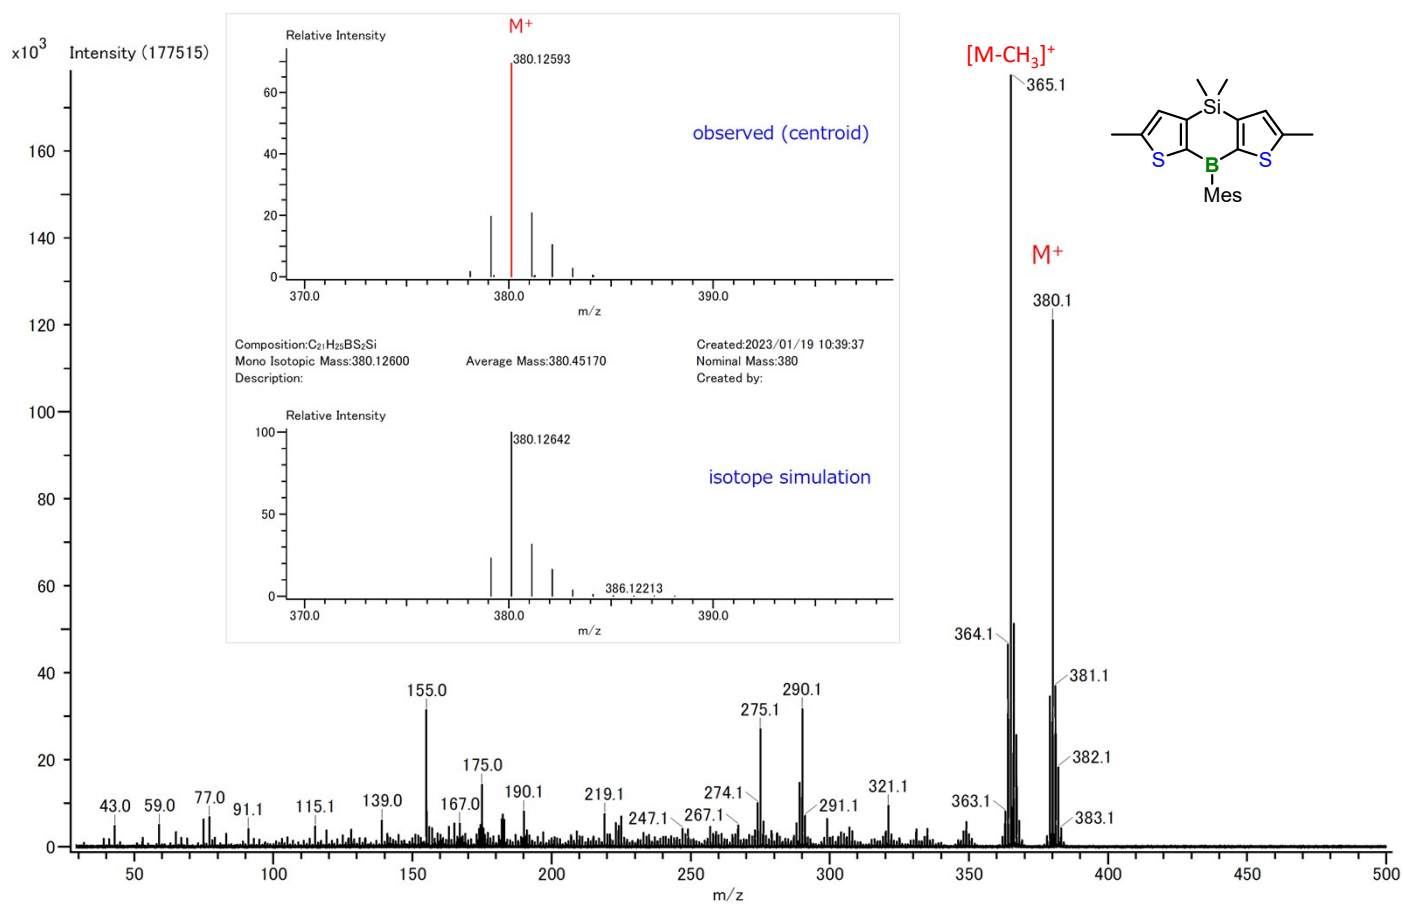 x10³ Intensity (177515)
160
140
120
100
80
60
40
20
0
50 100 150 200 250 300 350 400 450 500
m/z
43.0
59.0
77.0
91.1
115.1
139.0
155.0
167.0
175.0
190.1
219.1
247.1
267.1
274.1
275.1
290.1
291.1
321.1
363.1
364.1
[M-CH₃]⁺
365.1
M⁺
380.1
381.1
382.1
383.1
Si
S S
B
Mes
M⁺
Relative Intensity
380.12593
60
40
20
0
observed (centroid)
370.0 380.0 390.0
m/z
Composition:C₂₁H₂₅BS₂Si Created:2023/01/19 10:39:37
Mono Isotopic Mass:380.12600 Average Mass:380.45170 Nominal Mass:380
Description: Created by:
Relative Intensity
100
50
0
380.12642
isotope simulation
386.12213
370.0 380.0 390.0
m/z